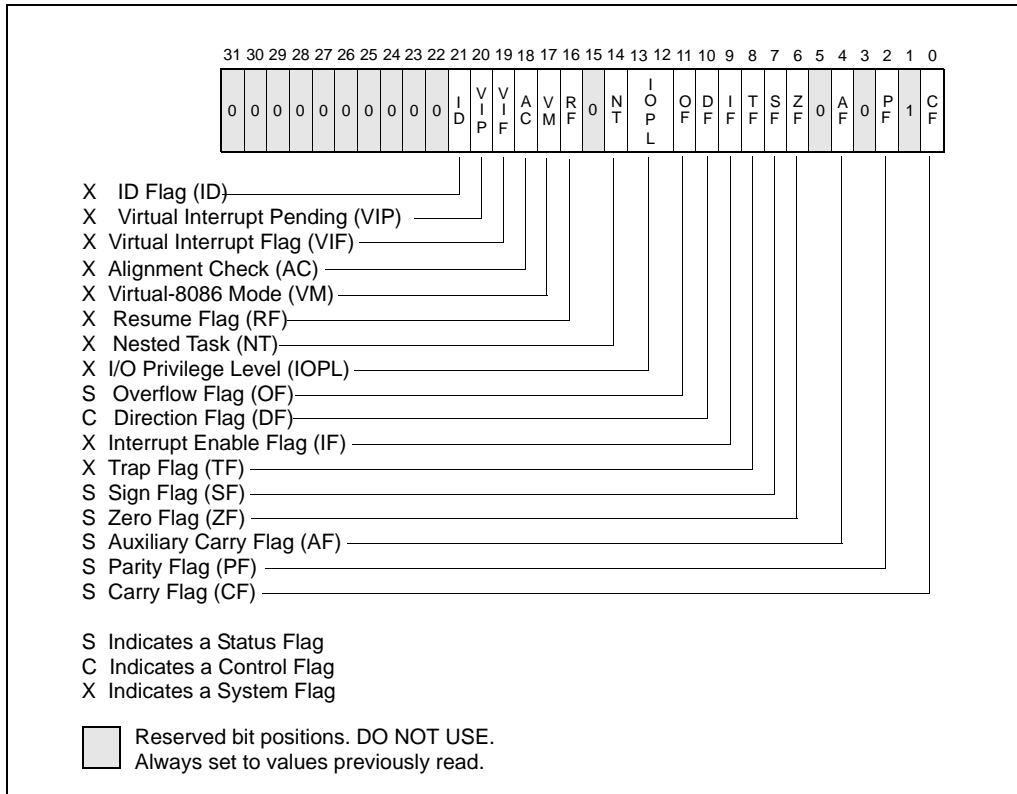 31 30 29 28 27 26 25 24 23 22 21 20 19 18 17 16 15 14 13 12 11 10 9 8 7 6 5 4 3 2 1 0
0 0 0 0 0 0 0 0 0 0 ID VIP VIF AC VM RF 0 NT IOPL OF DF IF TF SF ZF 0 AF 0 PF 1 CF
X ID Flag (ID)
X Virtual Interrupt Pending (VIP)
X Virtual Interrupt Flag (VIF)
X Alignment Check (AC)
X Virtual-8086 Mode (VM)
X Resume Flag (RF)
X Nested Task (NT)
X I/O Privilege Level (IOPL)
S Overflow Flag (OF)
C Direction Flag (DF)
X Interrupt Enable Flag (IF)
X Trap Flag (TF)
S Sign Flag (SF)
S Zero Flag (ZF)
S Auxiliary Carry Flag (AF)
S Parity Flag (PF)
S Carry Flag (CF)
S Indicates a Status Flag
C Indicates a Control Flag
X Indicates a System Flag
Reserved bit positions. DO NOT USE.
Always set to values previously read.